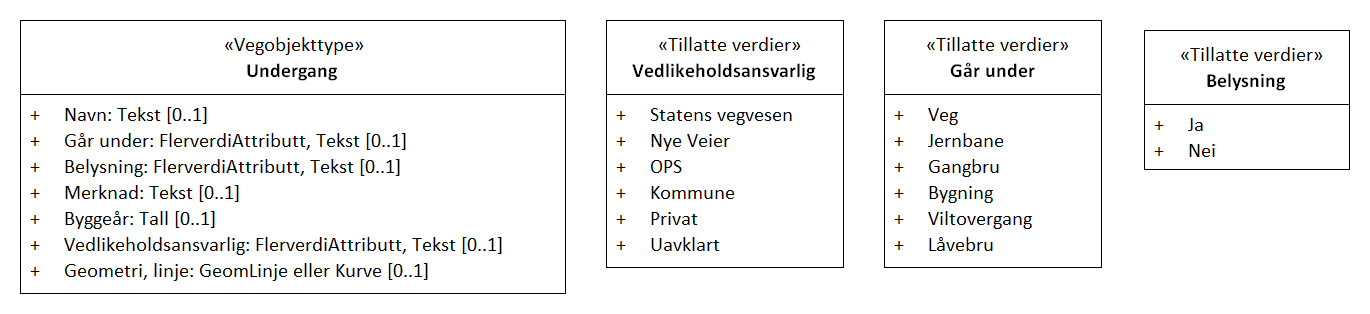 «Vegobjekttype»
Undergang
+ Navn: Tekst [0..1]
+ Går under: FlerverdiAttributt, Tekst [0..1]
+ Belysning: FlerverdiAttributt, Tekst [0..1]
+ Merknad: Tekst [0..1]
+ Byggeår: Tall [0..1]
+ Vedlikeholdsansvarlig: FlerverdiAttributt, Tekst [0..1]
+ Geometri, linje: GeomLinje eller Kurve [0..1]
«Tillatte verdier»
Vedlikeholdsansvarlig
+ Statens vegvesen
+ Nye Veier
+ OPS
+ Kommune
+ Privat
+ Uavklart
«Tillatte verdier»
Går under
+ Veg
+ Jernbane
+ Gangbru
+ Bygning
+ Viltovergang
+ Låvebru
«Tillatte verdier»
Belysning
+ Ja
+ Nei